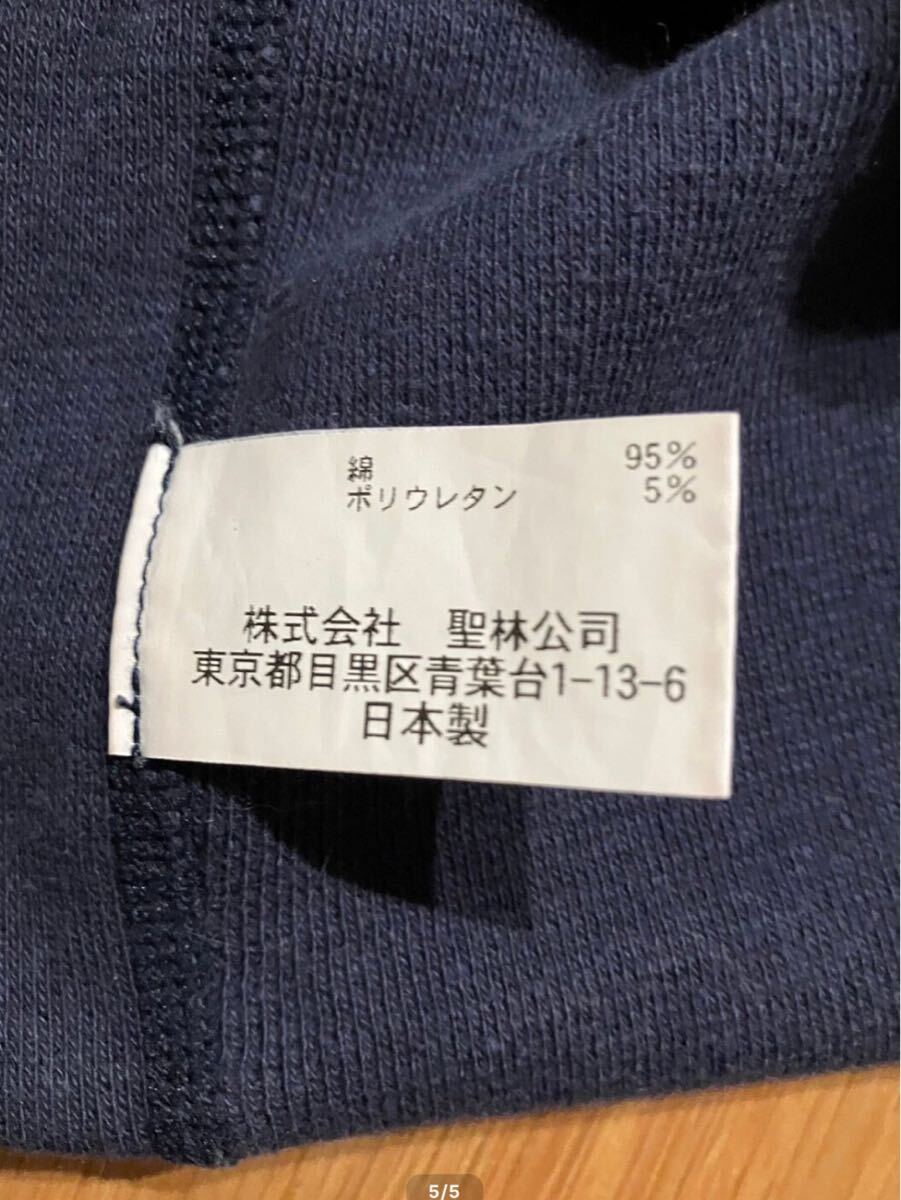 綿 95%
ポリウレタン 5%
株式会社 聖林公司
東京都目黒区青葉台1-13-6
日本製
5/5